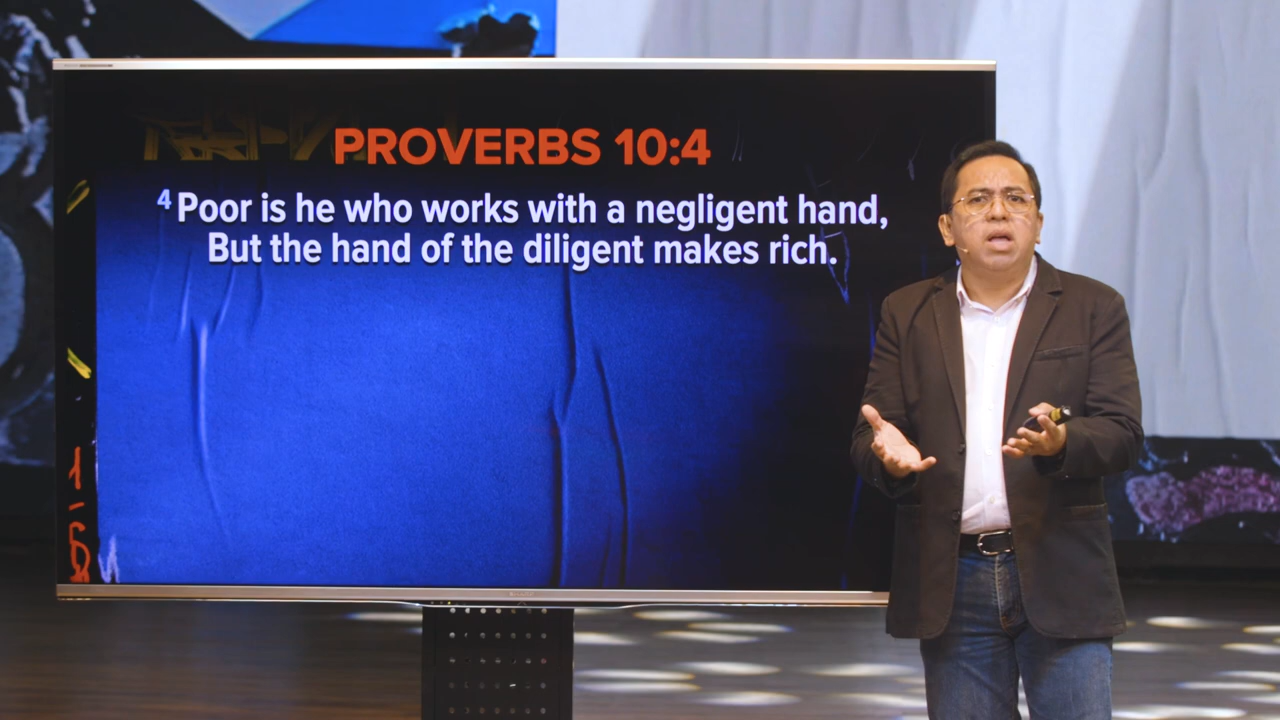 PROVERBS 10:4
4 Poor is he who works with a negligent hand,
But the hand of the diligent makes rich.